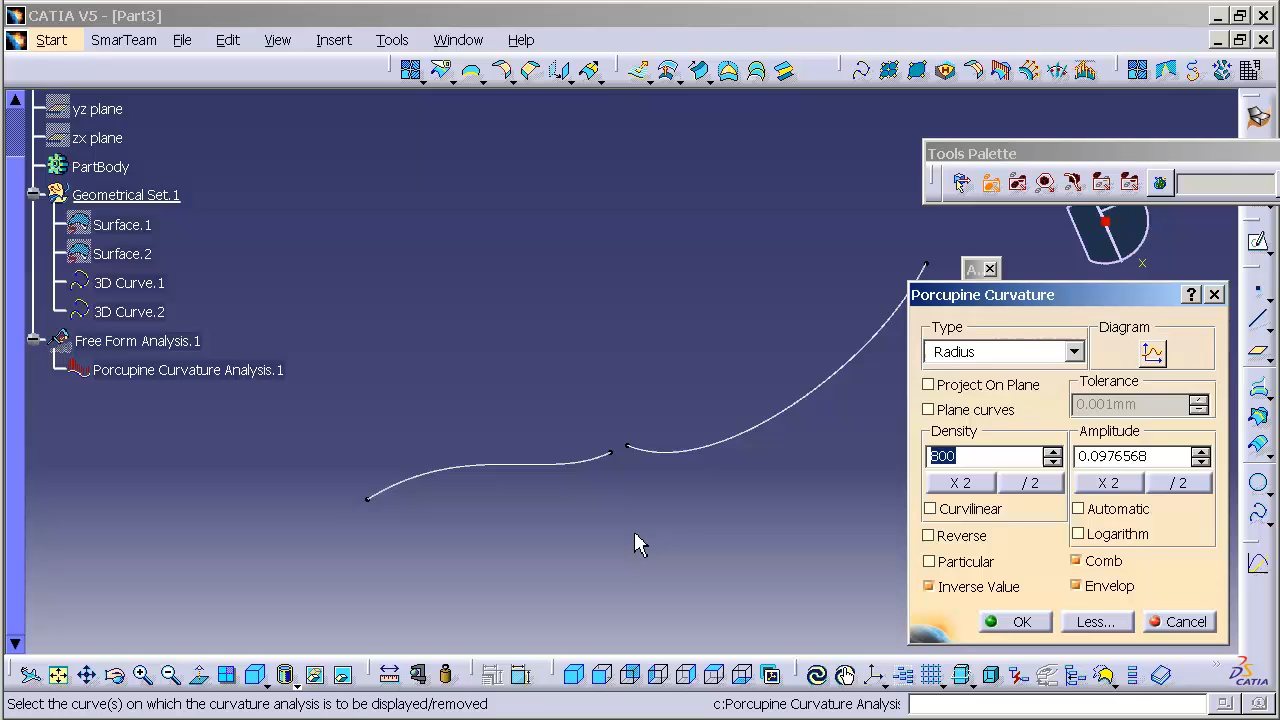 CATIA V5 - [Part3]
Start SmarTeam File Edit View Insert Tools Window Help
yz plane
zx plane
PartBody
Geometrical Set.1
Surface.1
Surface.2
3D Curve.1
3D Curve.2
Free Form Analysis.1
Porcupine Curvature Analysis.1
Tools Palette
x
A..
Porcupine Curvature
Type
Diagram
Radius
Project On Plane
Tolerance
Plane curves
0.001mm
Density
Amplitude
800
0.0976568
X 2
/ 2
X 2
/ 2
Curvilinear
Automatic
Reverse
Logarithm
Particular
Comb
Inverse Value
Envelop
OK
Less...
Cancel
CATIA
Select the curve(s) on which the curvature analysis is to be displayed/removed
c:Porcupine Curvature Analysi